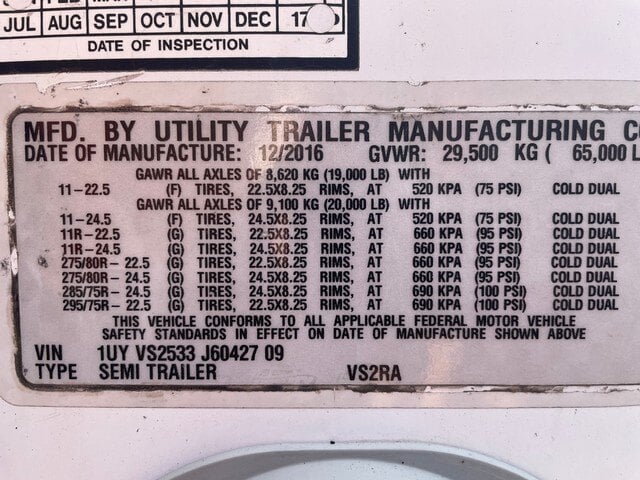 JUL AUG SEP OCT NOV DEC 17
DATE OF INSPECTION
MFD. BY UTILITY TRAILER MANUFACTURING
DATE OF MANUFACTURE: 12/2016 GVWR: 29,500 KG ( 65,000
GAWR ALL AXLES OF 8,620 KG (19,000 LB) WITH
11-22.5 (F) TIRES, 22.5X8.25 RIMS, AT 520 KPA (75 PSI) COLD DUAL
GAWR ALL AXLES OF 9,100 KG (20,000 LB) WITH
11-24.5 (F) TIRES, 24.5X8.25 RIMS, AT 520 KPA (75 PSI) COLD DUAL
11R-22.5 (G) TIRES, 22.5X8.25 RIMS, AT 660 KPA (95 PSI) COLD DUAL
11R-24.5 (G) TIRES, 24.5X8.25 RIMS, AT 660 KPA (95 PSI) COLD DUAL
275/80R-22.5 (G) TIRES, 22.5X8.25 RIMS, AT 660 KPA (95 PSI) COLD DUAL
275/80R-24.5 (G) TIRES, 24.5X8.25 RIMS, AT 660 KPA (95 PSI) COLD DUAL
285/75R-24.5 (G) TIRES, 24.5X8.25 RIMS, AT 690 KPA (100 PSI) COLD DUAL
295/75R-22.5 (G) TIRES, 22.5X8.25 RIMS, AT 690 KPA (100 PSI) COLD DUAL
THIS VEHICLE CONFORMS TO ALL APPLICABLE FEDERAL MOTOR VEHICLE
SAFETY STANDARDS IN EFFECT ON DATE OF MANUFACTURE SHOWN ABOVE
VIN 1UY VS2533 J60427 09
TYPE SEMI TRAILER VS2RA